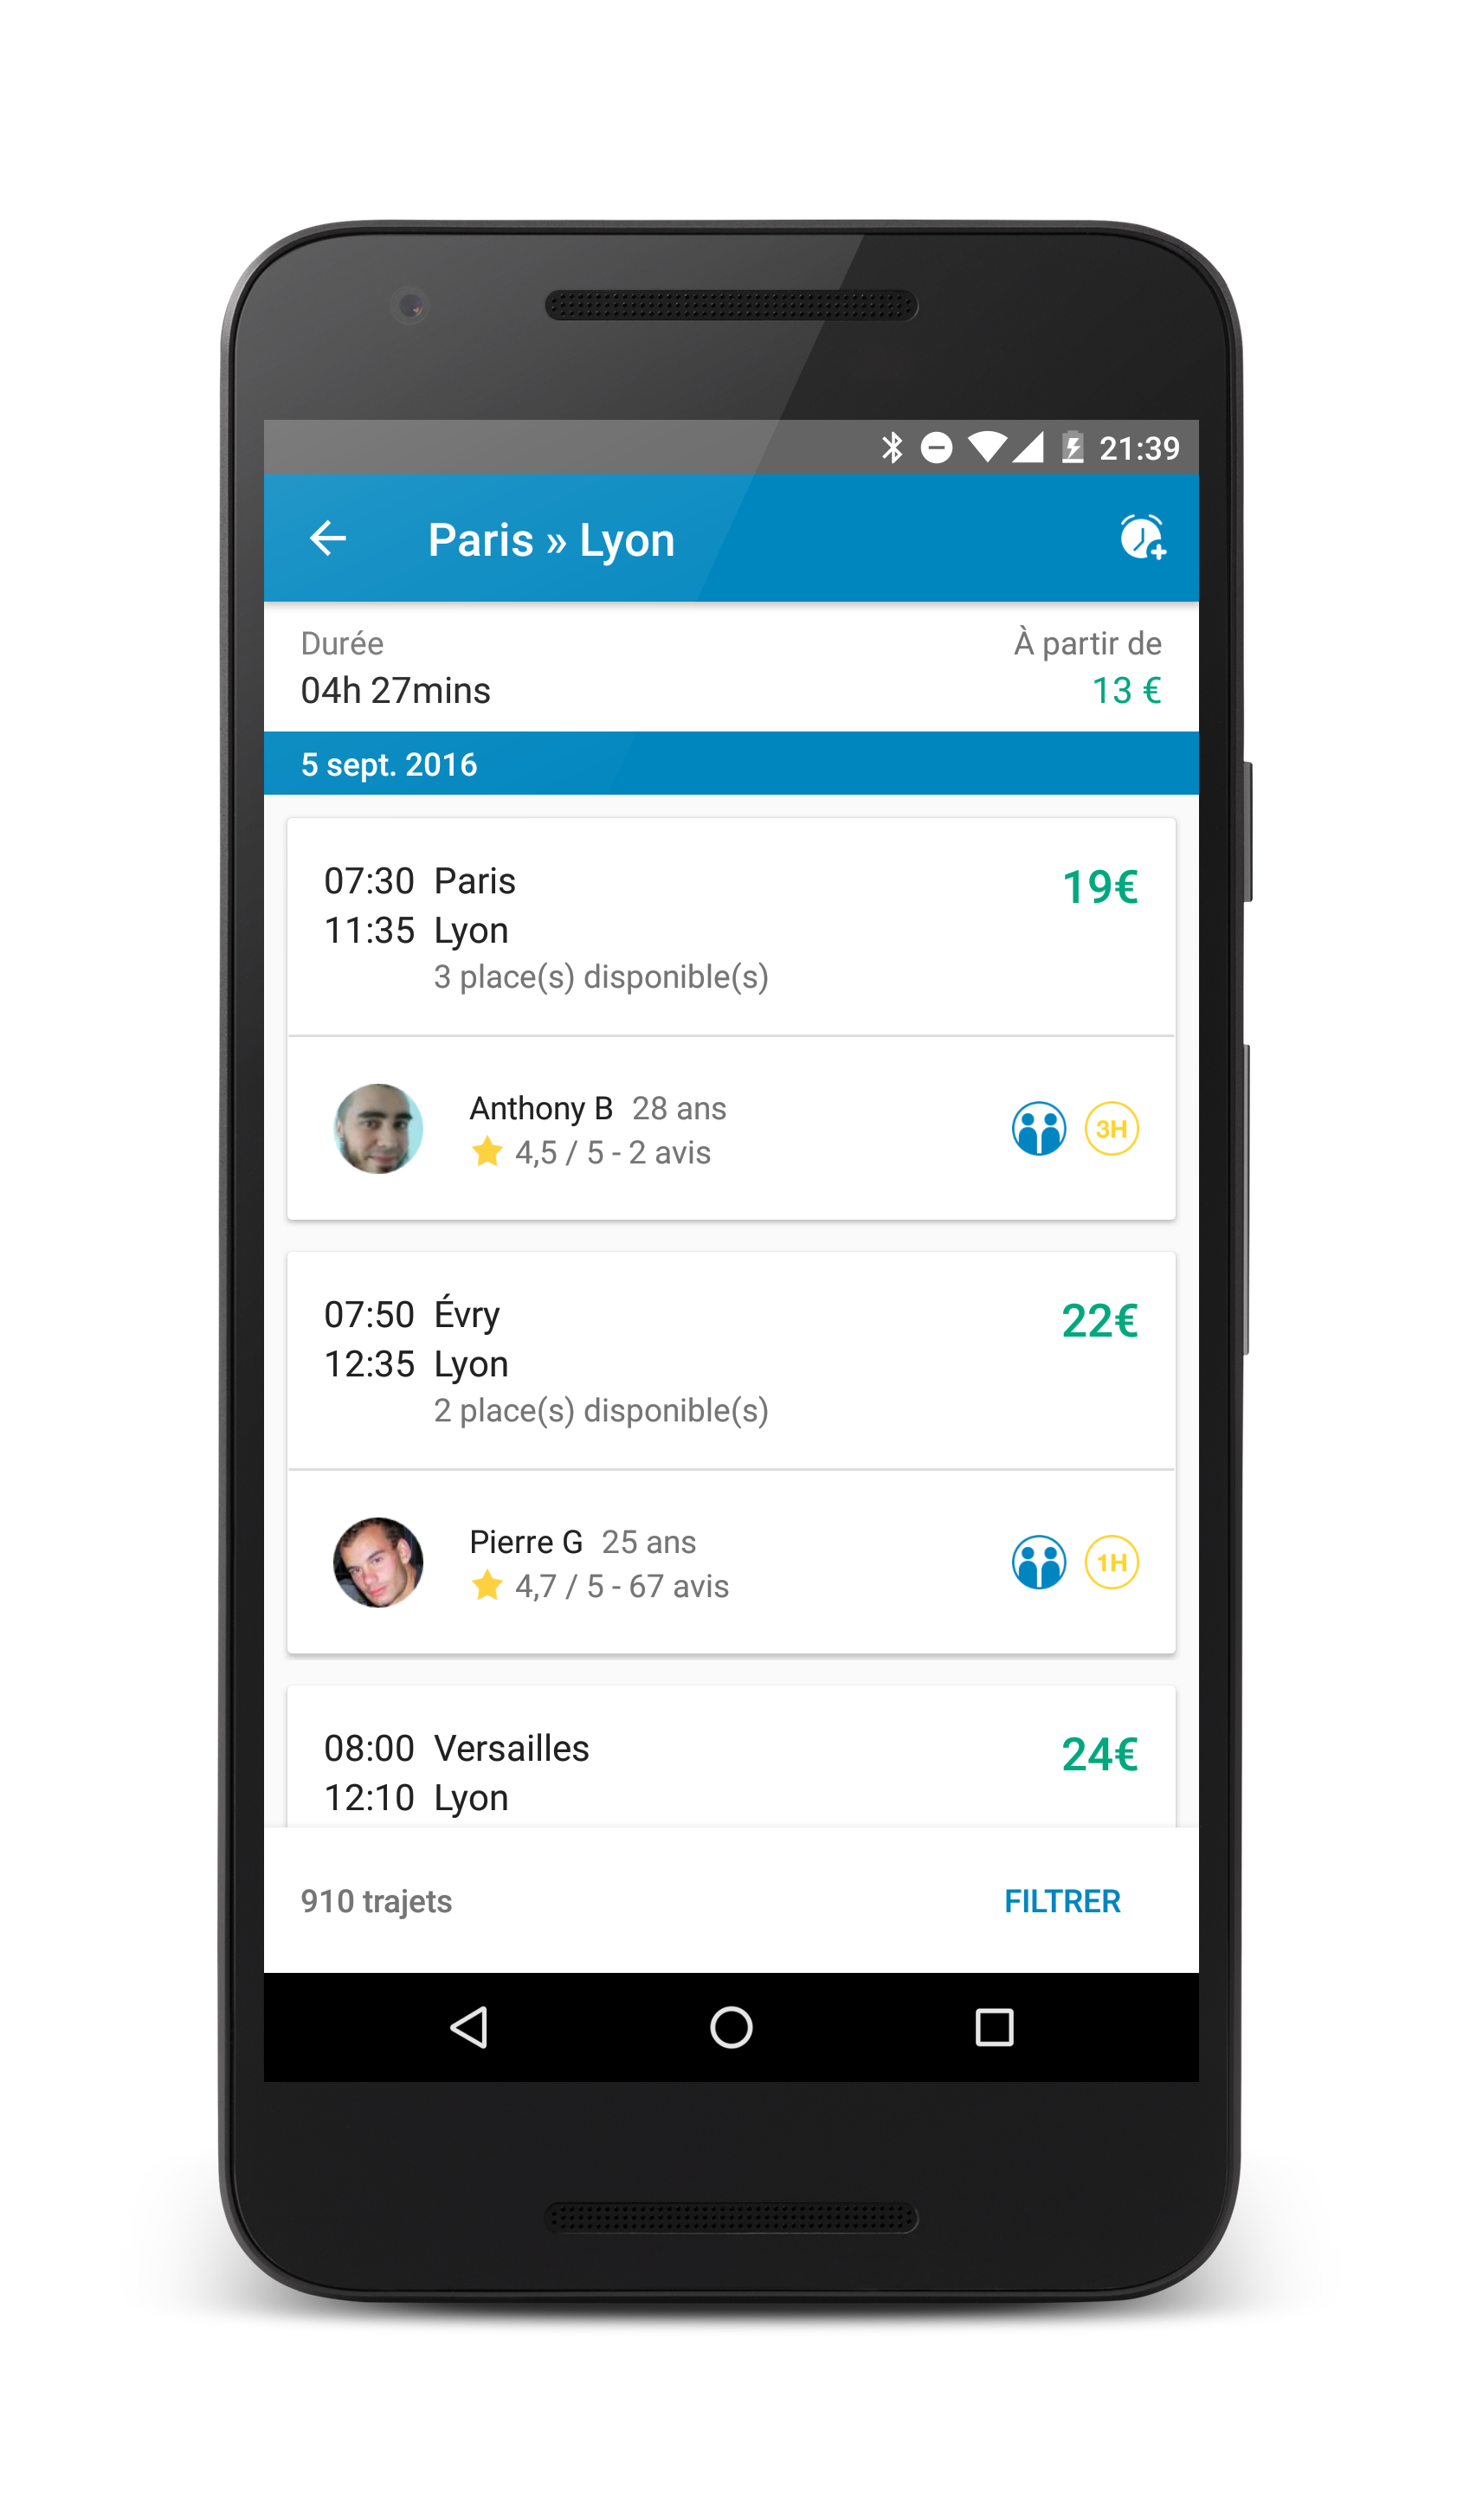 21:39
Paris » Lyon
Durée
À partir de
04h 27mins
13 €
5 sept. 2016
07:30 Paris
19€
11:35 Lyon
3 place(s) disponible(s)
Anthony B 28 ans
4,5 / 5 - 2 avis
3H
07:50 Évry
22€
12:35 Lyon
2 place(s) disponible(s)
Pierre G 25 ans
4,7 / 5 - 67 avis
1H
08:00 Versailles
24€
12:10 Lyon
910 trajets
FILTRER